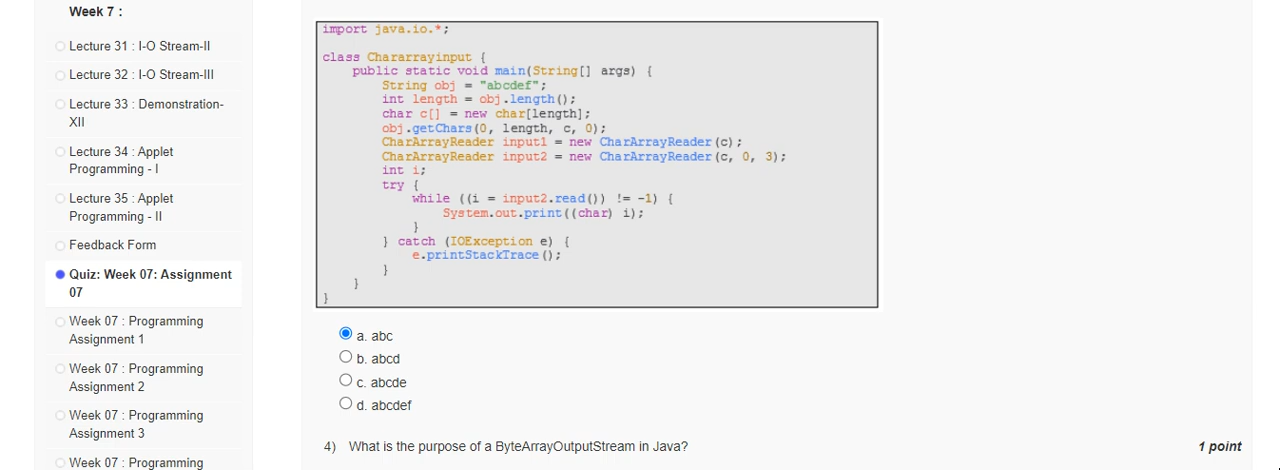 Week 7 :
Lecture 31 : I-O Stream-II
Lecture 32 : I-O Stream-III
Lecture 33 : Demonstration-
XII
Lecture 34 : Applet
Programming - I
Lecture 35 : Applet
Programming - II
Feedback Form
Quiz: Week 07: Assignment
07
Week 07 : Programming
Assignment 1
Week 07 : Programming
Assignment 2
Week 07 : Programming
Assignment 3
Week 07 : Programming
import java.io.*;
class Chararrayinput {
public static void main(String[] args) {
String obj = "abcdef";
int length = obj.length();
char c[] = new char[length];
obj.getChars(0, length, c, 0);
CharArrayReader input1 = new CharArrayReader(c);
CharArrayReader input2 = new CharArrayReader(c, 0, 3);
int i;
try {
while ((i = input2.read()) != -1) {
System.out.print((char) i);
}
} catch (IOException e) {
e.printStackTrace();
}
}
}
a. abc
b. abcd
c. abcde
d. abcdef
4) What is the purpose of a ByteArrayOutputStream in Java?
1 point